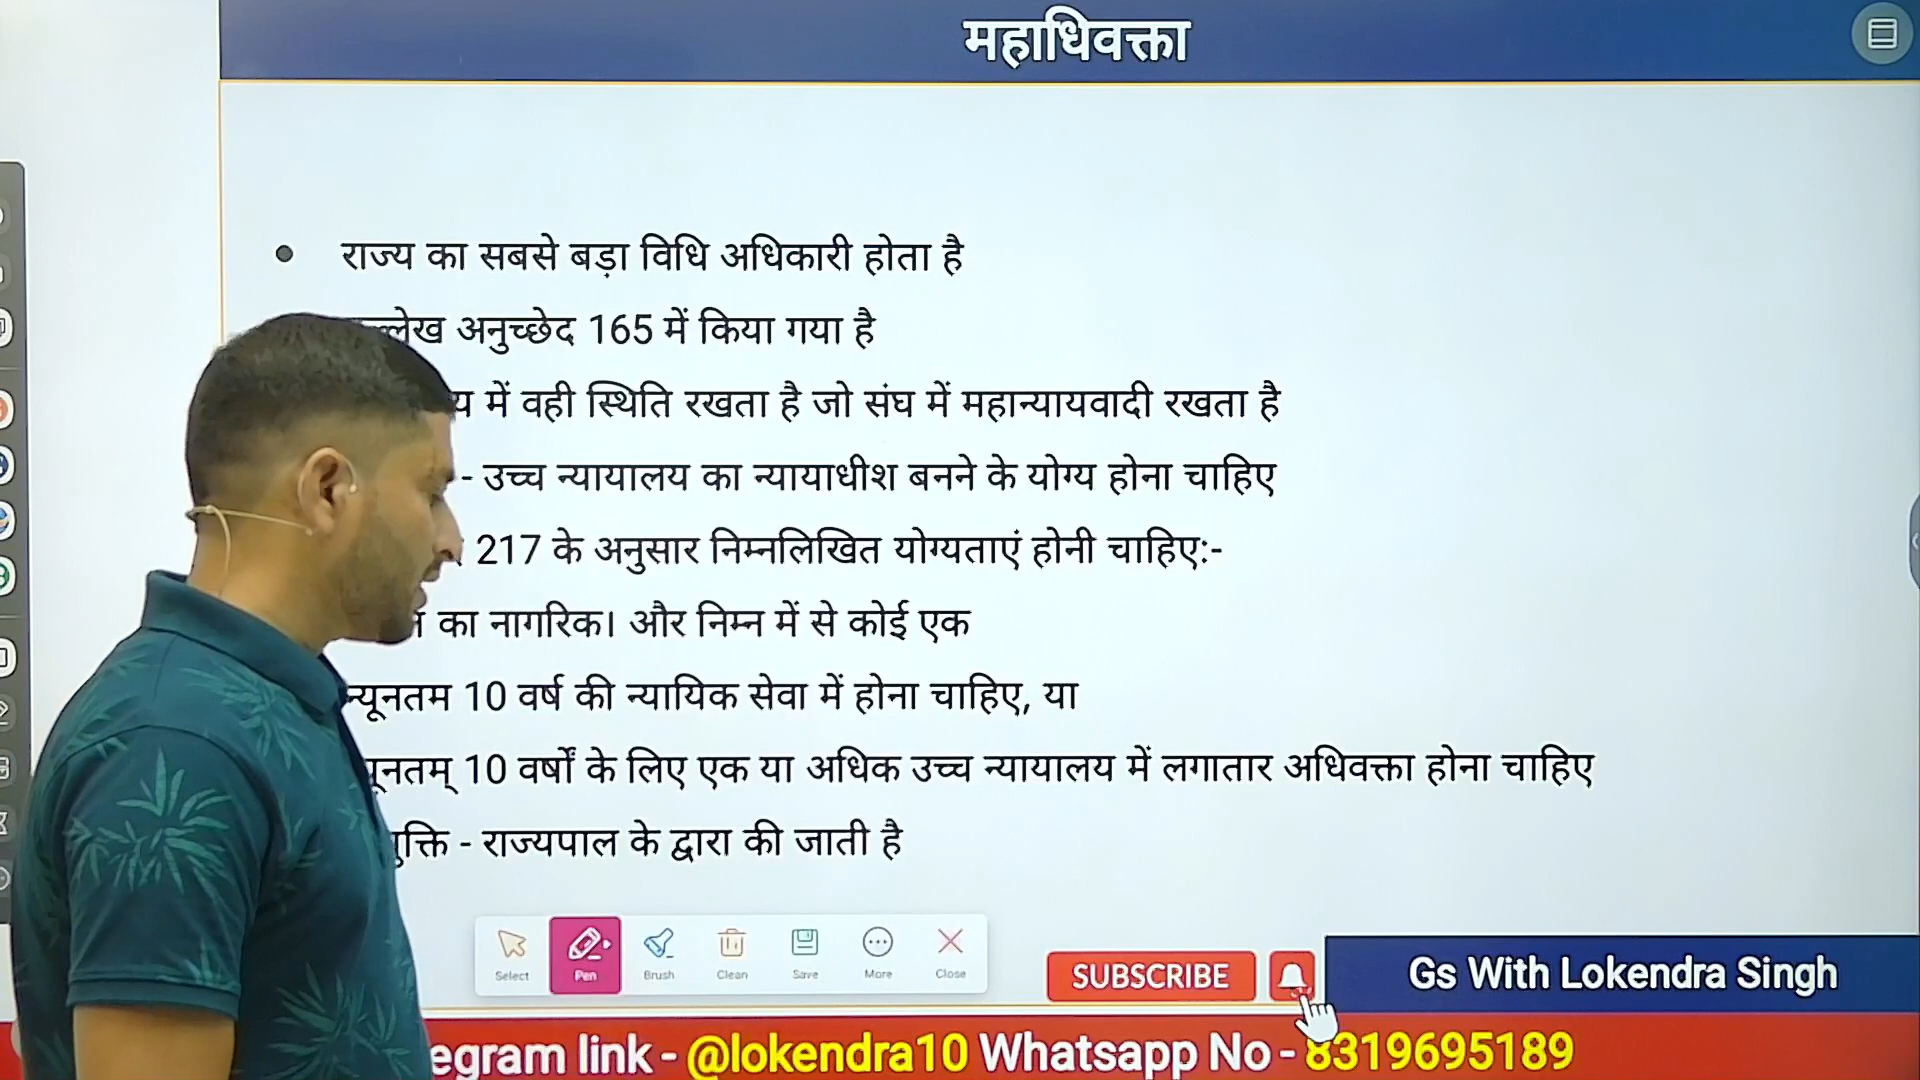 महाधिवक्ता
राज्य का सबसे बड़ा विधि अधिकारी होता है
अनुच्छेद 165 में किया गया है
में वही स्थिति रखता है जो संघ में महान्यायवादी रखता है
- उच्च न्यायालय का न्यायाधीश बनने के योग्य होना चाहिए
217 के अनुसार निम्नलिखित योग्यताएं होनी चाहिए:-
का नागरिक। और निम्न में से कोई एक
न्यूनतम 10 वर्ष की न्यायिक सेवा में होना चाहिए, या
10 वर्षों के लिए एक या अधिक उच्च न्यायालय में लगातार अधिवक्ता होना चाहिए
- राज्यपाल के द्वारा की जाती है
Select Pen Brush Clean Save More Close
SUBSCRIBE
Gs With Lokendra Singh
link - @lokendra10 Whatsapp No - 8319695189